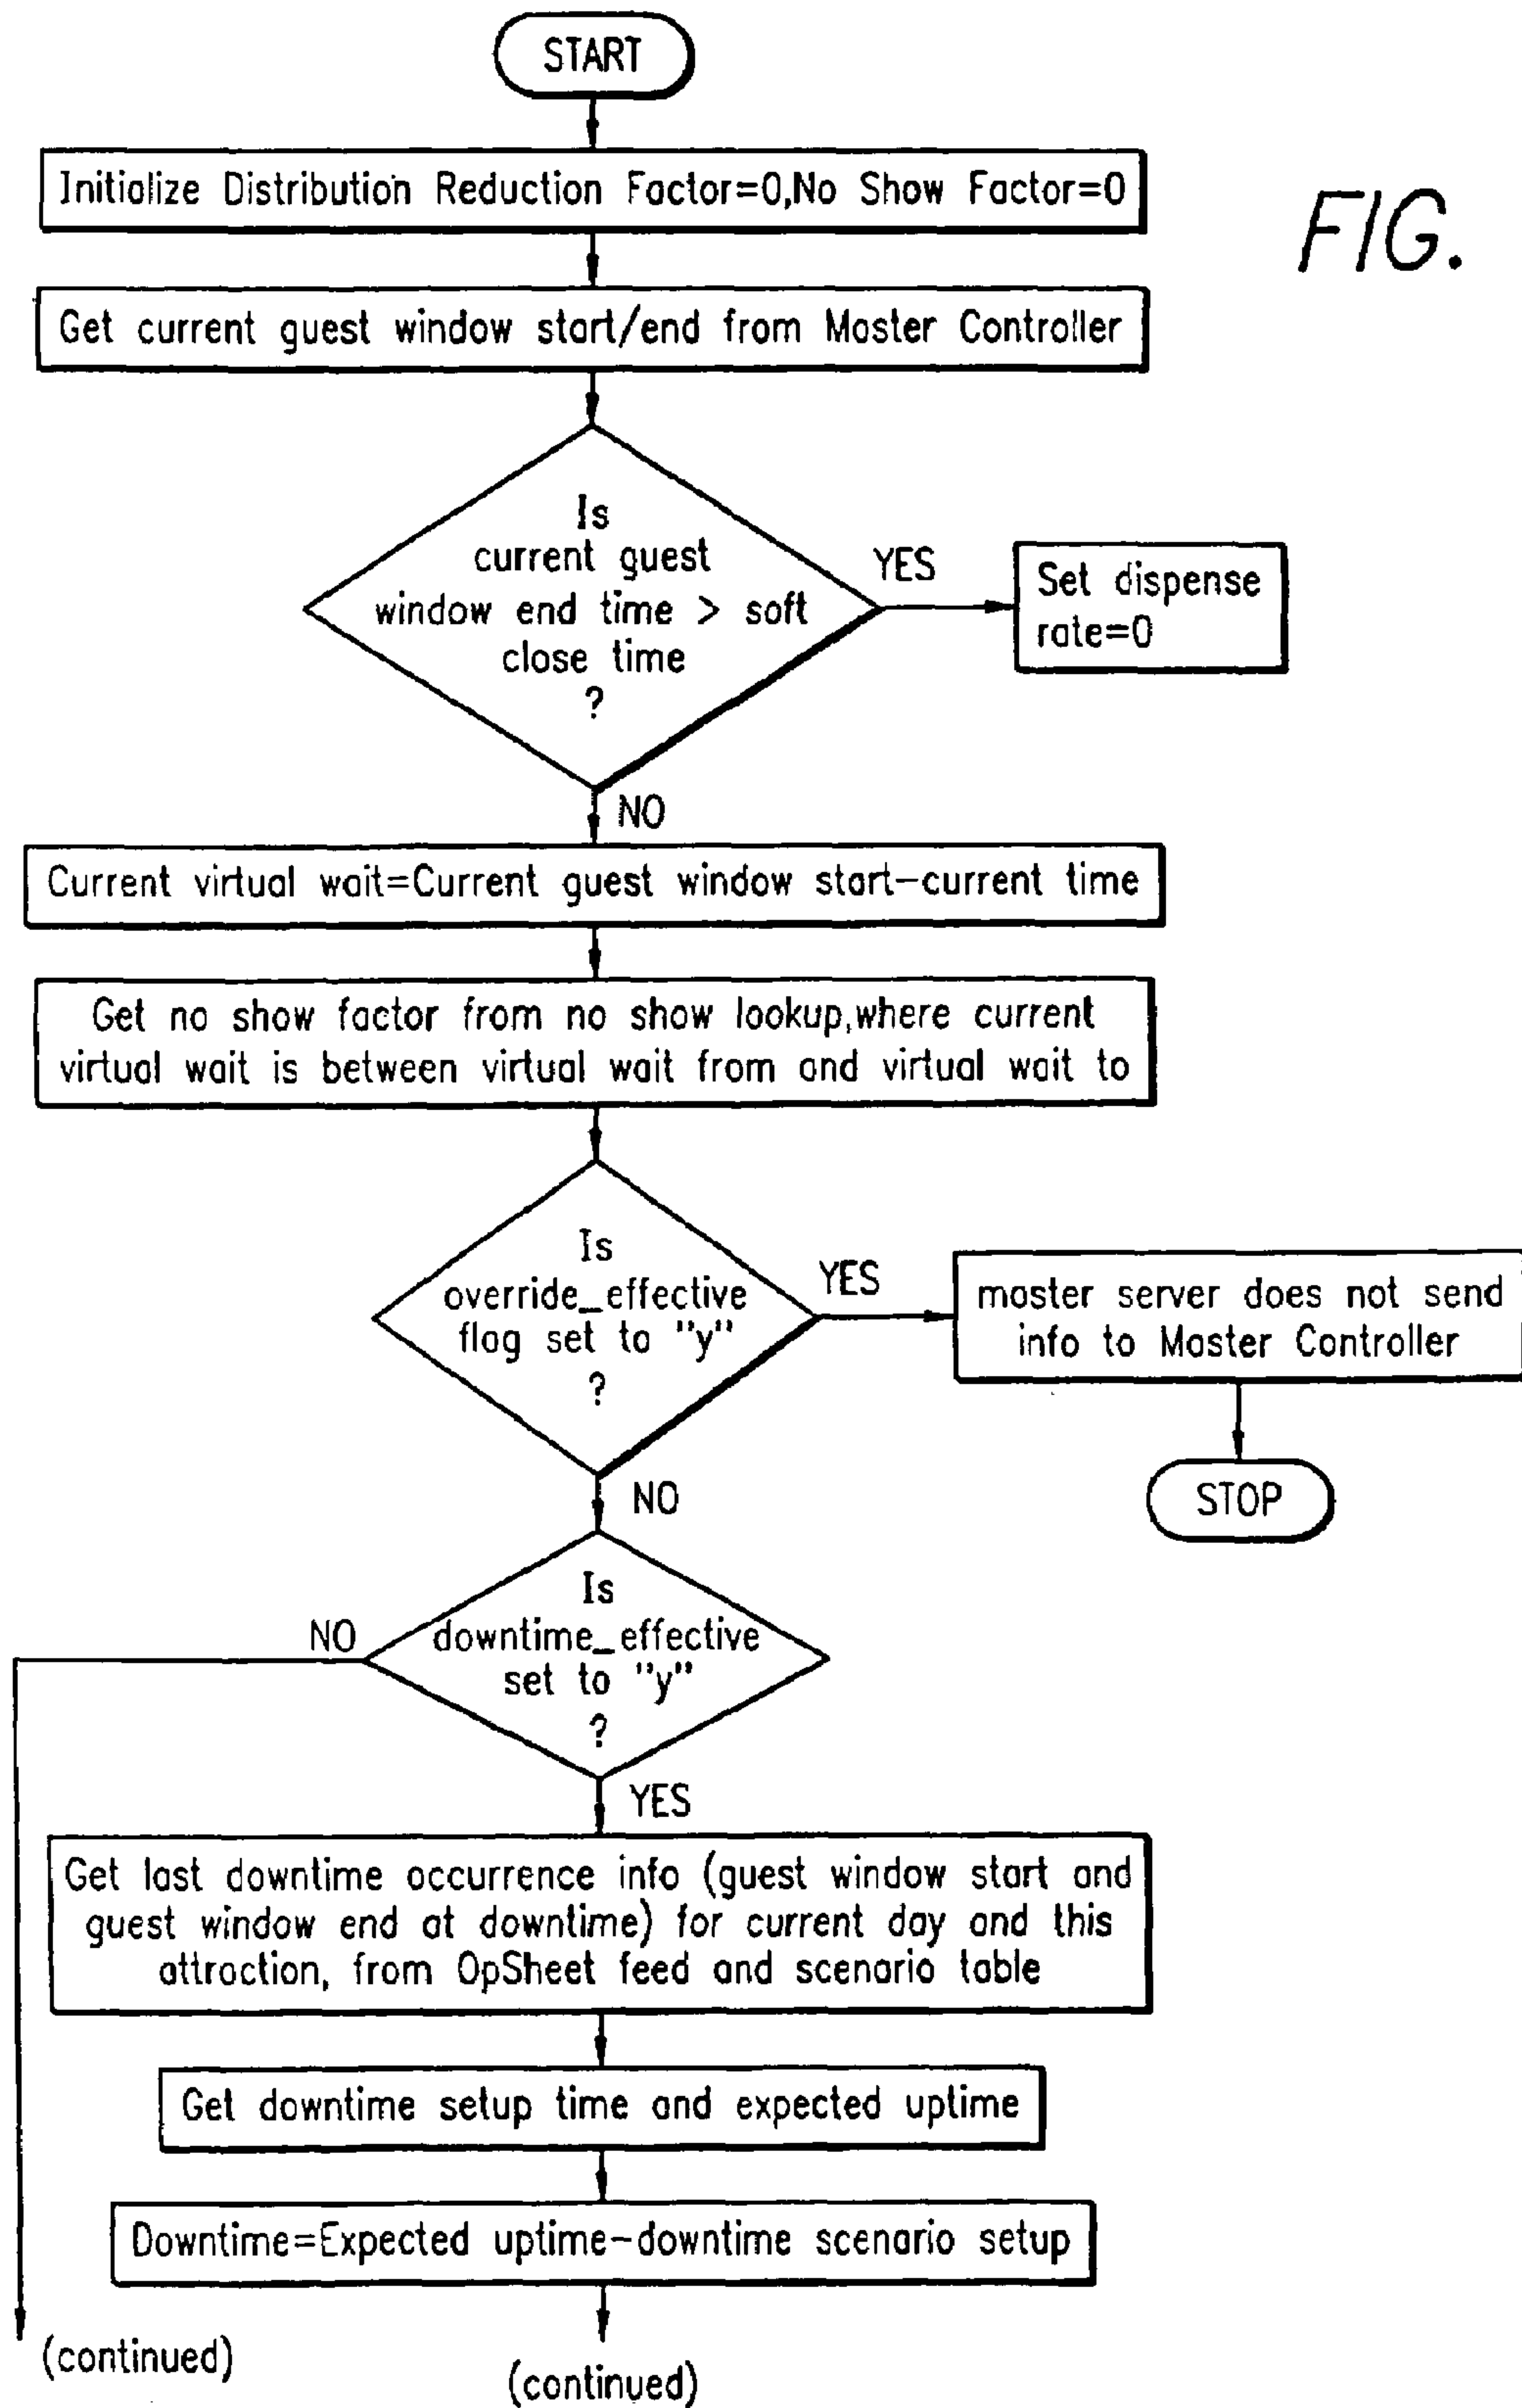 START
Initialize Distribution Reduction Factor=0,No Show Factor=0
FIG.
Get current guest window start/end from Master Controller
Is
current guest
window end time > soft
close time
?
YES
Set dispense
rate=0
NO
Current virtual wait=Current guest window start-current time
Get no show factor from no show lookup,where current
virtual wait is between virtual wait from and virtual wait to
Is
override_effective
flag set to "y"
?
YES
master server does not send
info to Master Controller
STOP
NO
Is
downtime_effective
set to "y"
?
NO
YES
Get last downtime occurrence info (guest window start and
guest window end at downtime) for current day and this
attraction, from OpSheet feed and scenario table
Get downtime setup time and expected uptime
Downtime=Expected uptime-downtime scenario setup
(continued)
(continued)